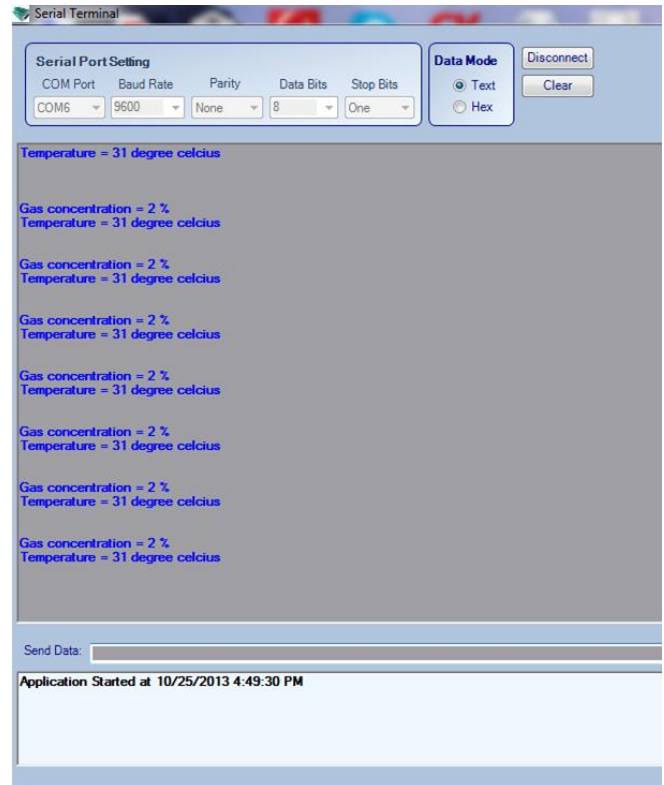 Serial Terminal
Serial Port Setting
COM Port Baud Rate Parity Data Bits Stop Bits
COM6 9600 None 8 One
Data Mode
Text
Hex
Disconnect
Clear
Temperature = 31 degree celcius
Gas concentration = 2 %
Temperature = 31 degree celcius
Gas concentration = 2 %
Temperature = 31 degree celcius
Gas concentration = 2 %
Temperature = 31 degree celcius
Gas concentration = 2 %
Temperature = 31 degree celcius
Gas concentration = 2 %
Temperature = 31 degree celcius
Gas concentration = 2 %
Temperature = 31 degree celcius
Gas concentration = 2 %
Temperature = 31 degree celcius
Send Data:
Application Started at 10/25/2013 4:49:30 PM